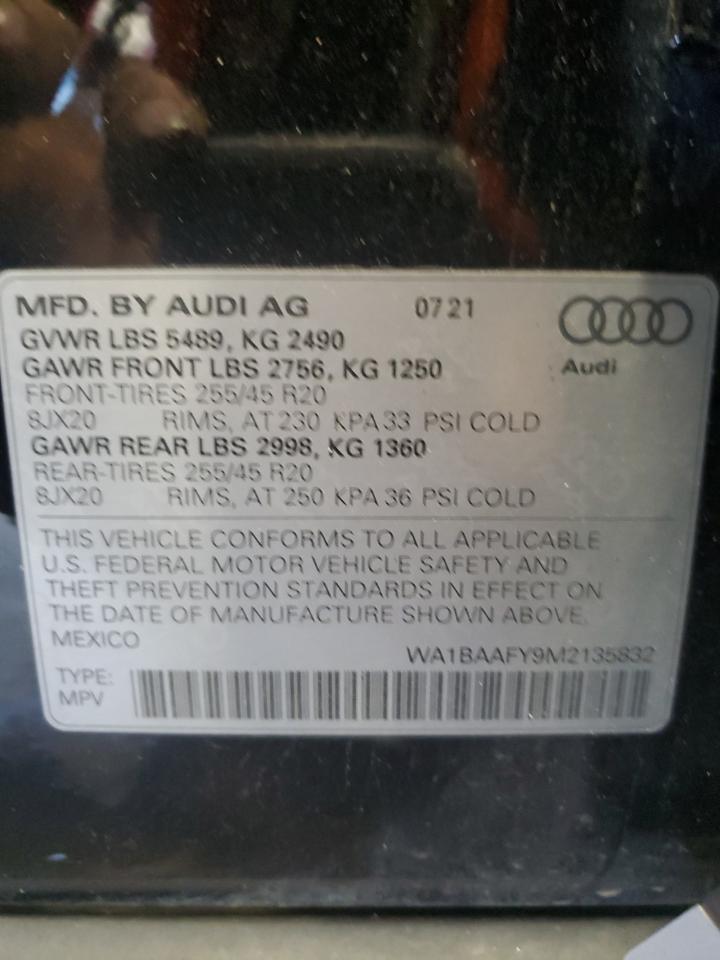 MFD. BY AUDI AG 07 21
GVWR LBS 5489, KG 2490
GAWR FRONT LBS 2756, KG 1250
Audi
FRONT-TIRES 255/45 R20
8JX20 RIMS, AT 230 KPA 33 PSI COLD
GAWR REAR LBS 2998, KG 1360
REAR-TIRES 255/45 R20
8JX20 RIMS, AT 250 KPA 36 PSI COLD
THIS VEHICLE CONFORMS TO ALL APPLICABLE
U.S. FEDERAL MOTOR VEHICLE SAFETY AND
THEFT PREVENTION STANDARDS IN EFFECT ON
THE DATE OF MANUFACTURE SHOWN ABOVE.
MEXICO
WA1BAAFY9M2135832
TYPE:
MPV